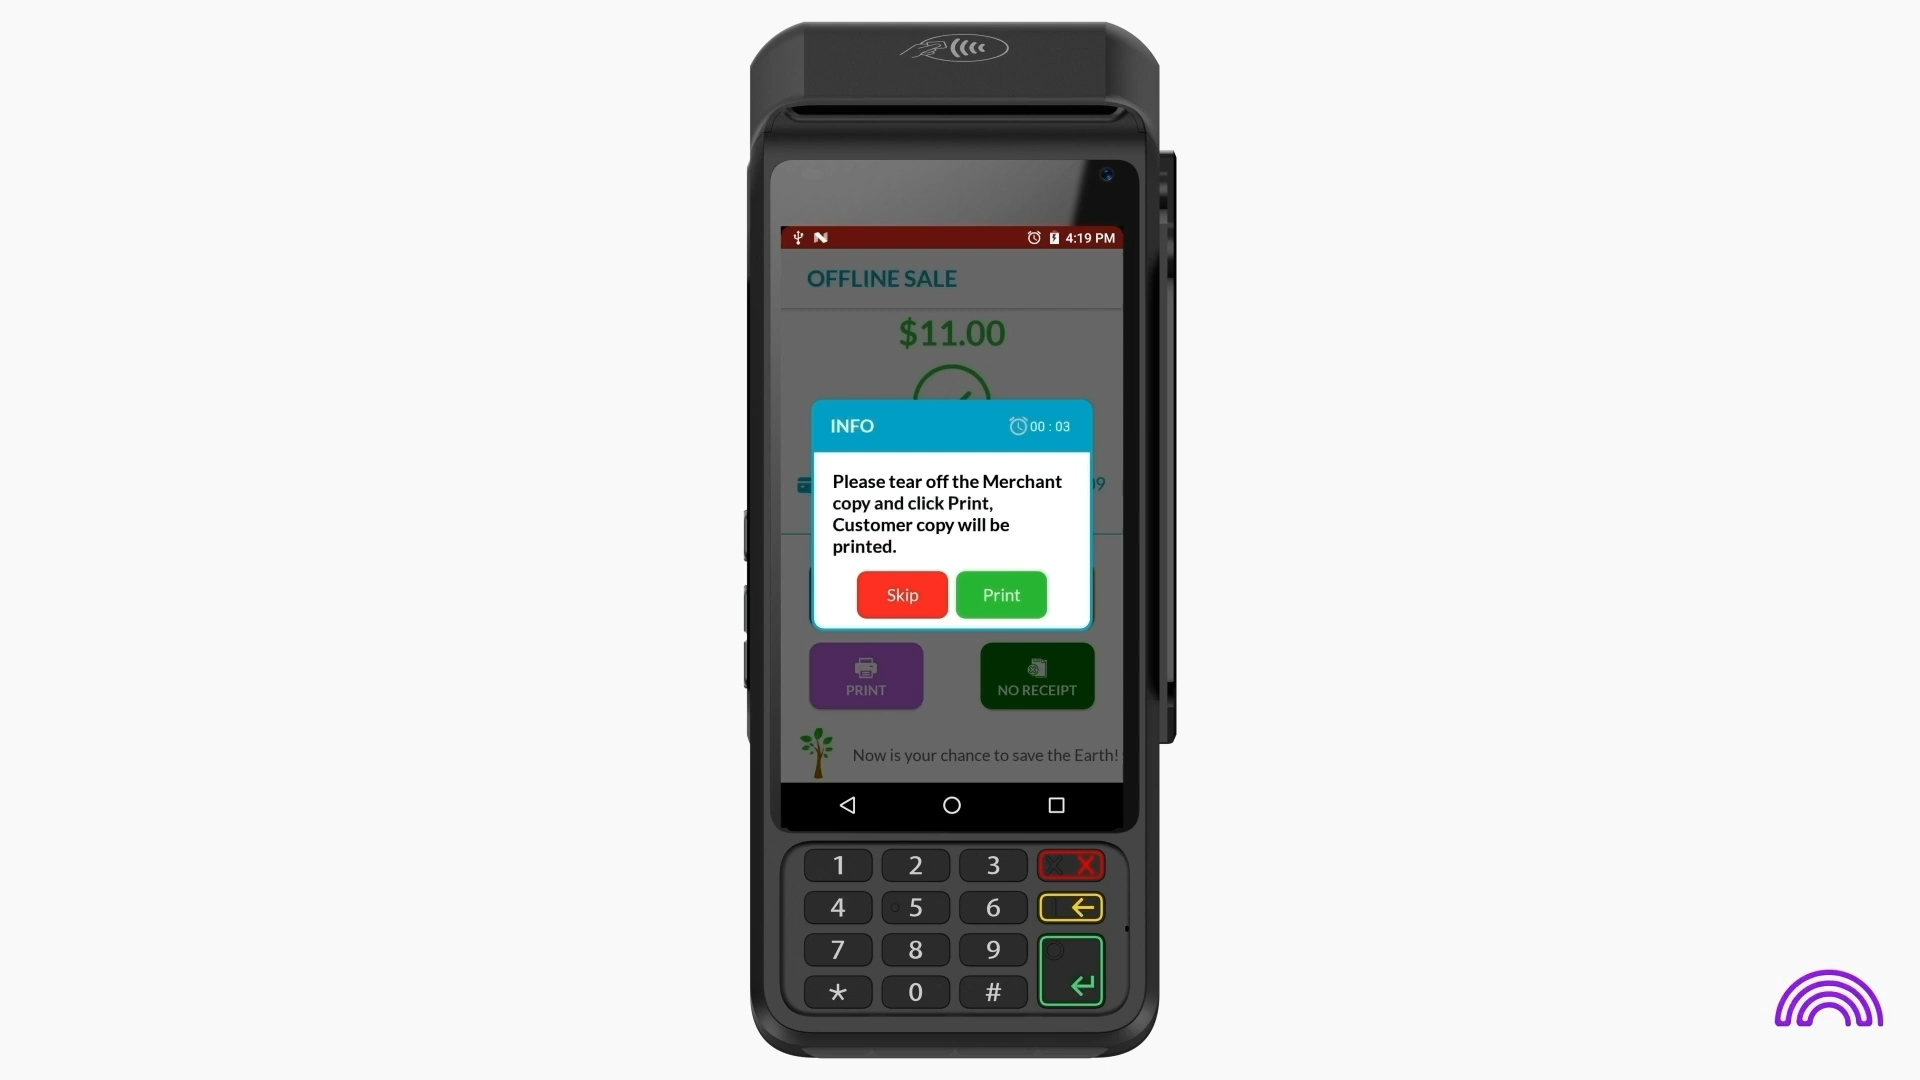 4:19 PM
OFFLINE SALE
$11.00
INFO
00 : 03
Please tear off the Merchant
copy and click Print,
Customer copy will be
printed.
09
Skip
Print
PRINT
NO RECEIPT
Now is your chance to save the Earth!
1 2 3 X
4 5 6
7 8 9
* 0 #